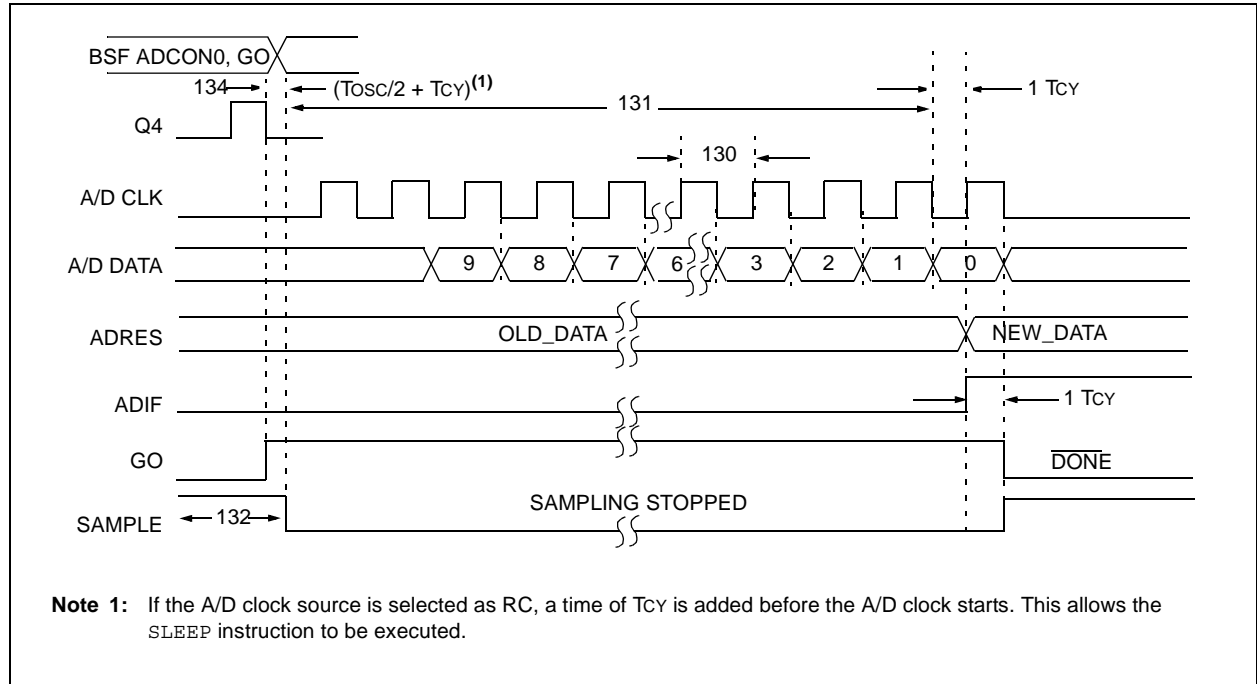 BSF ADCON0, GO
134
(TOSC/2 + TCY)(1)
1 TCY
131
Q4
130
A/D CLK
A/D DATA
9 8 7 6 3 2 1 0
ADRES
OLD_DATA
NEW_DATA
ADIF
1 TCY
GO
DONE
SAMPLING STOPPED
SAMPLE
132
Note 1: If the A/D clock source is selected as RC, a time of TCY is added before the A/D clock starts. This allows the
SLEEP instruction to be executed.